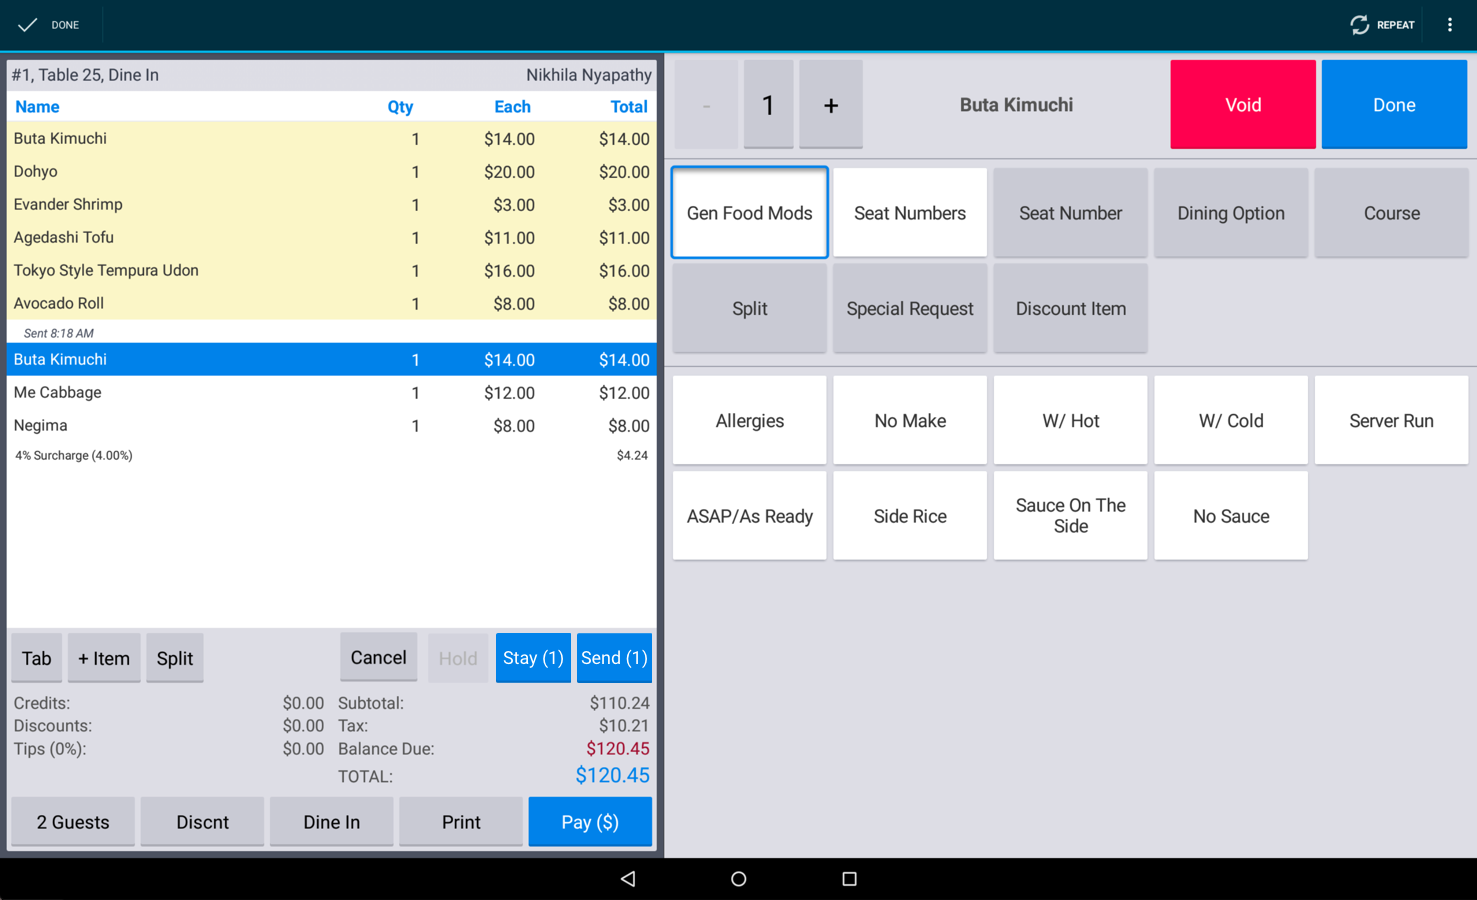 DONE
REPEAT
#1, Table 25, Dine In Nikhila Nyapathy
Name Qty Each Total
Buta Kimuchi 1 $14.00 $14.00
Dohyo 1 $20.00 $20.00
Evander Shrimp 1 $3.00 $3.00
Agedashi Tofu 1 $11.00 $11.00
Tokyo Style Tempura Udon 1 $16.00 $16.00
Avocado Roll 1 $8.00 $8.00
Sent 8:18 AM
Buta Kimuchi 1 $14.00 $14.00
Me Cabbage 1 $12.00 $12.00
Negima 1 $8.00 $8.00
4% Surcharge (4.00%) $4.24
Tab + Item Split Cancel Hold Stay (1) Send (1)
Credits: $0.00 Subtotal: $110.24
Discounts: $0.00 Tax: $10.21
Tips (0%): $0.00 Balance Due: $120.45
TOTAL: $120.45
2 Guests Discnt Dine In Print Pay ($)
- 1 + Buta Kimuchi Void Done
Gen Food Mods Seat Numbers Seat Number Dining Option Course
Split Special Request Discount Item
Allergies No Make W/ Hot W/ Cold Server Run
ASAP/As Ready Side Rice Sauce On The
Side No Sauce